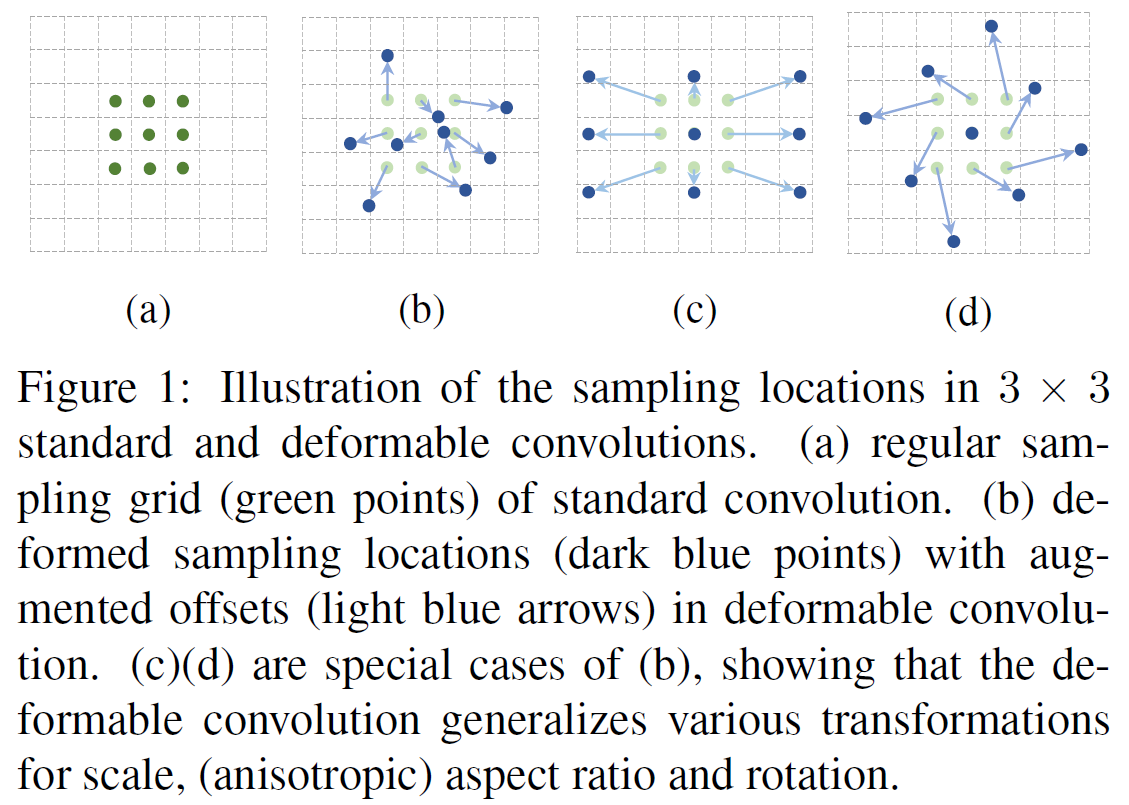 (a) (b) (c) (d)
Figure 1: Illustration of the sampling locations in 3 × 3
standard and deformable convolutions. (a) regular sam-
pling grid (green points) of standard convolution. (b) de-
formed sampling locations (dark blue points) with aug-
mented offsets (light blue arrows) in deformable convolu-
tion. (c)(d) are special cases of (b), showing that the de-
formable convolution generalizes various transformations
for scale, (anisotropic) aspect ratio and rotation.